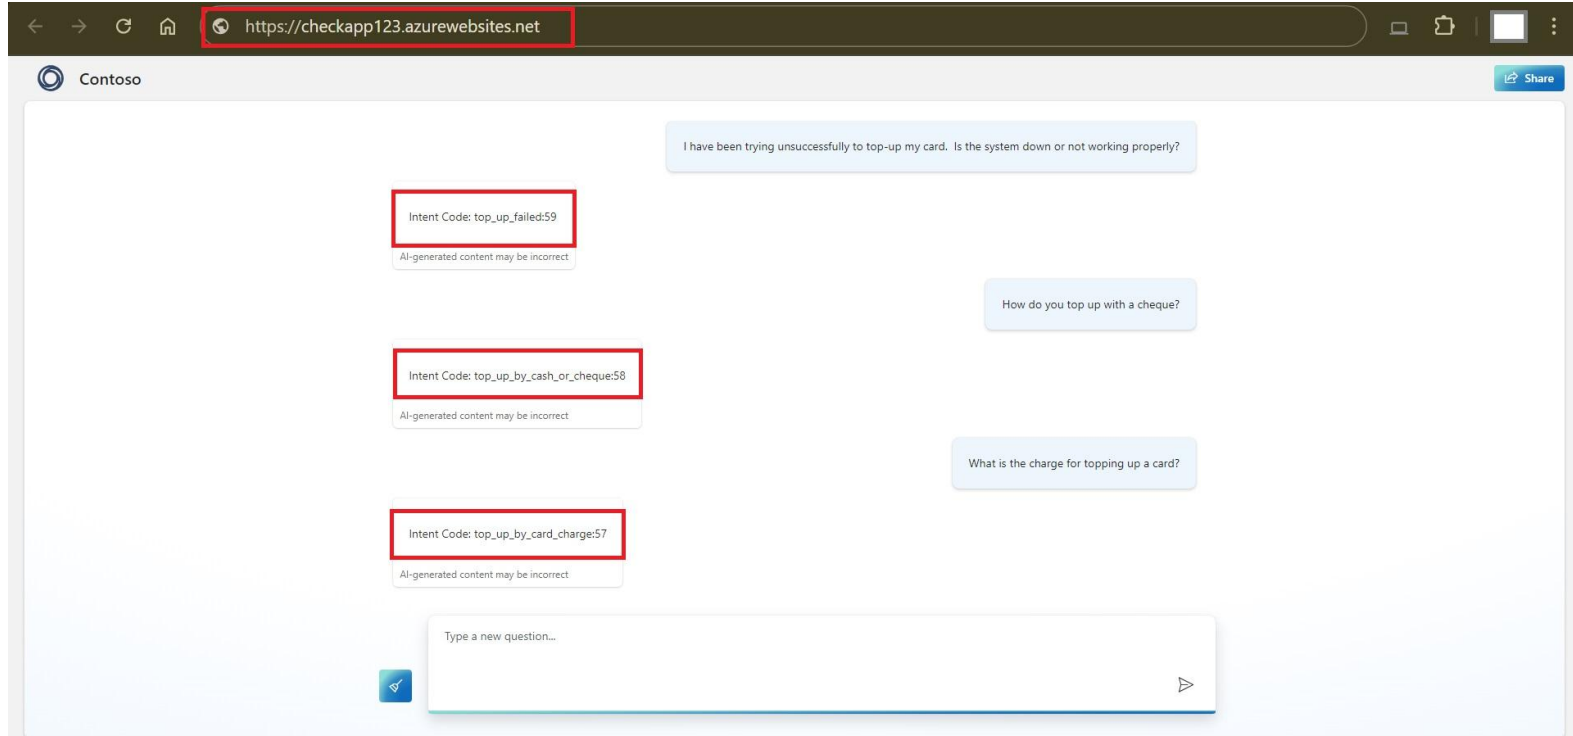 https://checkapp123.azurewebsites.net
Contoso
Share
I have been trying unsuccessfully to top-up my card.  Is the system down or not working properly?
Intent Code: top_up_failed:59
AI-generated content may be incorrect
How do you top up with a cheque?
Intent Code: top_up_by_cash_or_cheque:58
AI-generated content may be incorrect
What is the charge for topping up a card?
Intent Code: top_up_by_card_charge:57
AI-generated content may be incorrect
Type a new question...